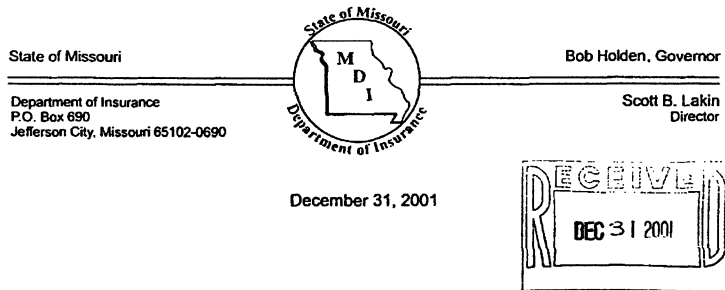 State of Missouri
State of Missouri
M
D
I
Department of Insurance
Bob Holden, Governor
Department of Insurance
P.O. Box 690
Jefferson City, Missouri 65102-0690
Scott B. Lakin
Director
December 31, 2001
RECEIVED
DEC 31 2001